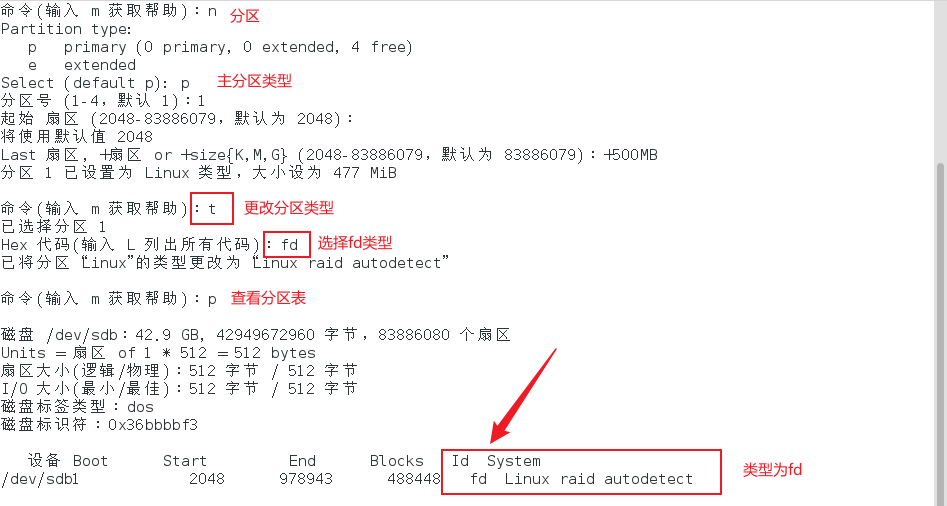 命令(输入 m 获取帮助)：n 分区
Partition type:
p primary (0 primary, 0 extended, 4 free)
e extended
Select (default p): p 主分区类型
分区号 (1-4，默认 1)：1
起始 扇区 (2048-83886079，默认为 2048)：
将使用默认值 2048
Last 扇区, +扇区 or +size{K,M,G} (2048-83886079，默认为 83886079)：+500MB
分区 1 已设置为 Linux 类型，大小设为 477 MiB
命令(输入 m 获取帮助)：t 更改分区类型
已选择分区 1
Hex 代码(输入 L 列出所有代码)：fd 选择fd类型
已将分区“Linux”的类型更改为“Linux raid autodetect”
命令(输入 m 获取帮助)：p 查看分区表
磁盘 /dev/sdb：42.9 GB, 42949672960 字节，83886080 个扇区
Units = 扇区 of 1 * 512 = 512 bytes
扇区大小(逻辑/物理)：512 字节 / 512 字节
I/O 大小(最小/最佳)：512 字节 / 512 字节
磁盘标签类型：dos
磁盘标识符：0x36bbbbf3
设备 Boot Start End Blocks Id System
/dev/sdb1 2048 978943 488448 fd Linux raid autodetect 类型为fd